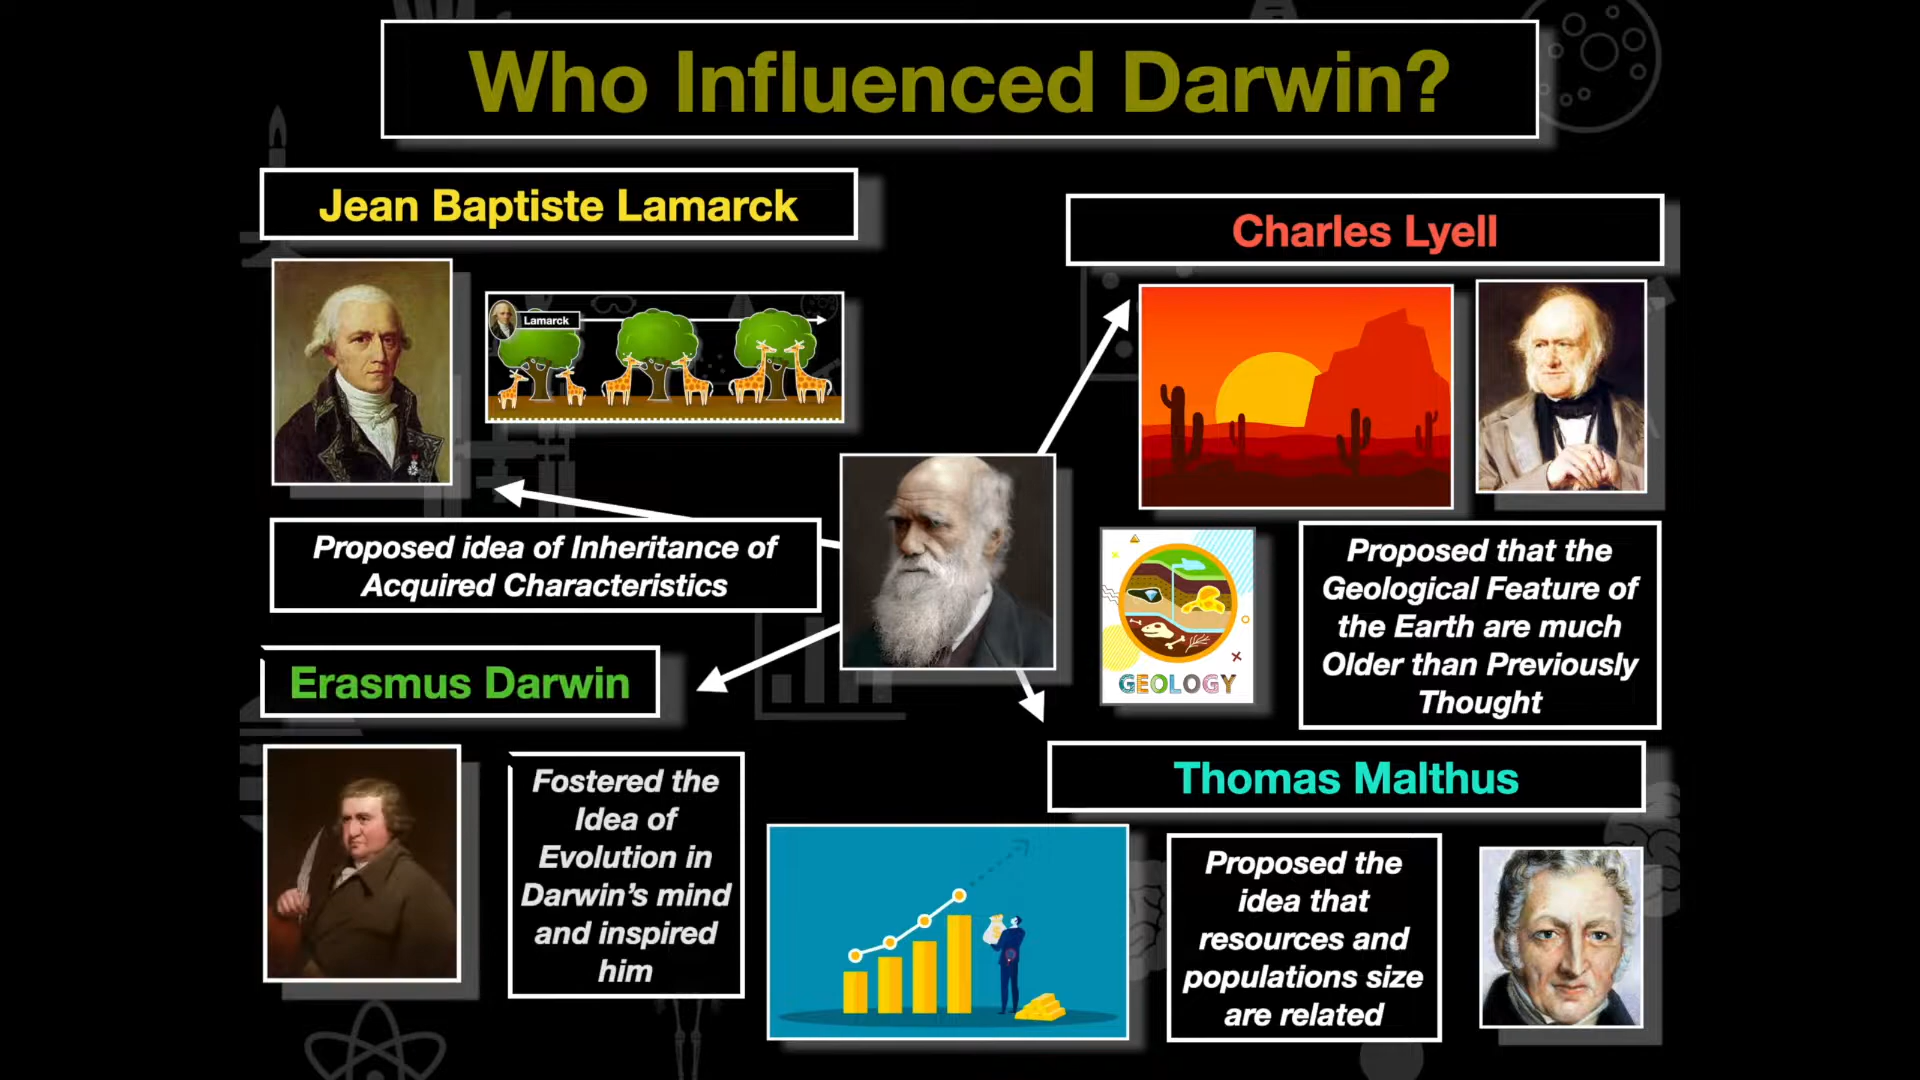 Who Influenced Darwin?
Jean Baptiste Lamarck
Lamarck
Proposed idea of Inheritance of
Acquired Characteristics
Charles Lyell
GEOLOGY
Proposed that the
Geological Feature of
the Earth are much
Older than Previously
Thought
Erasmus Darwin
Fostered the
Idea of
Evolution in
Darwin's mind
and inspired
him
Thomas Malthus
Proposed the
idea that
resources and
populations size
are related